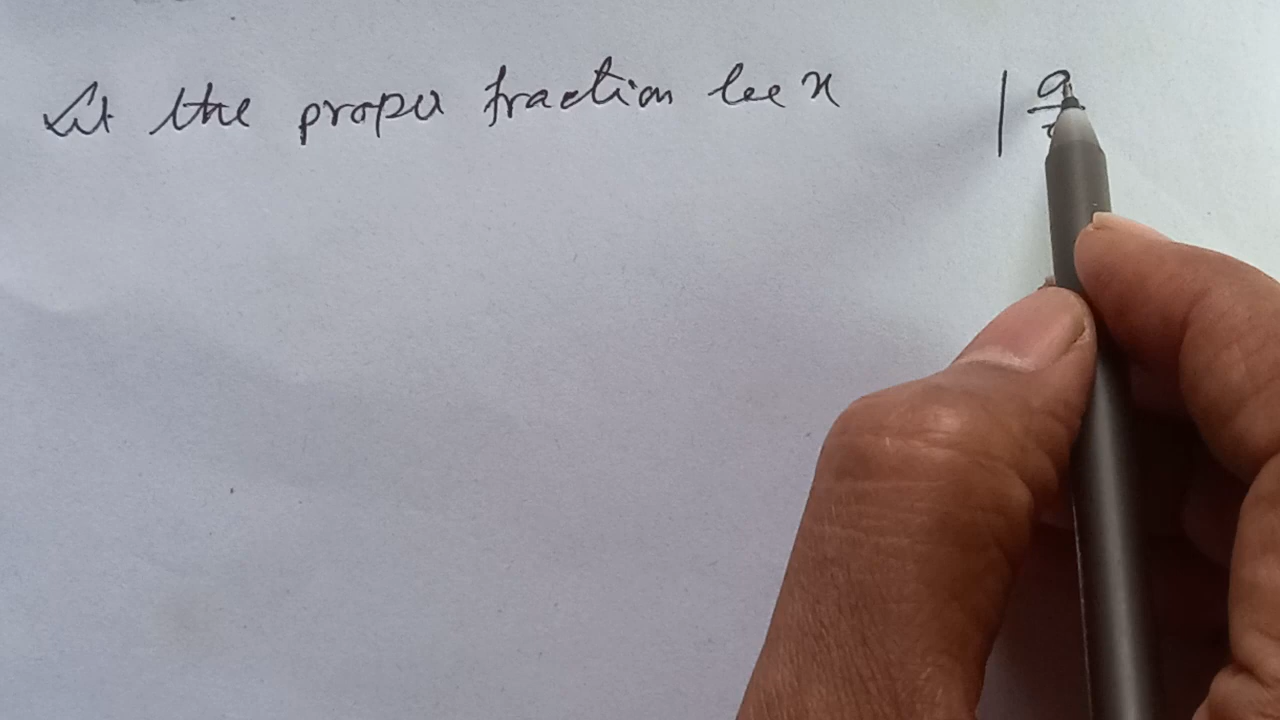 Let the proper fraction be x | a